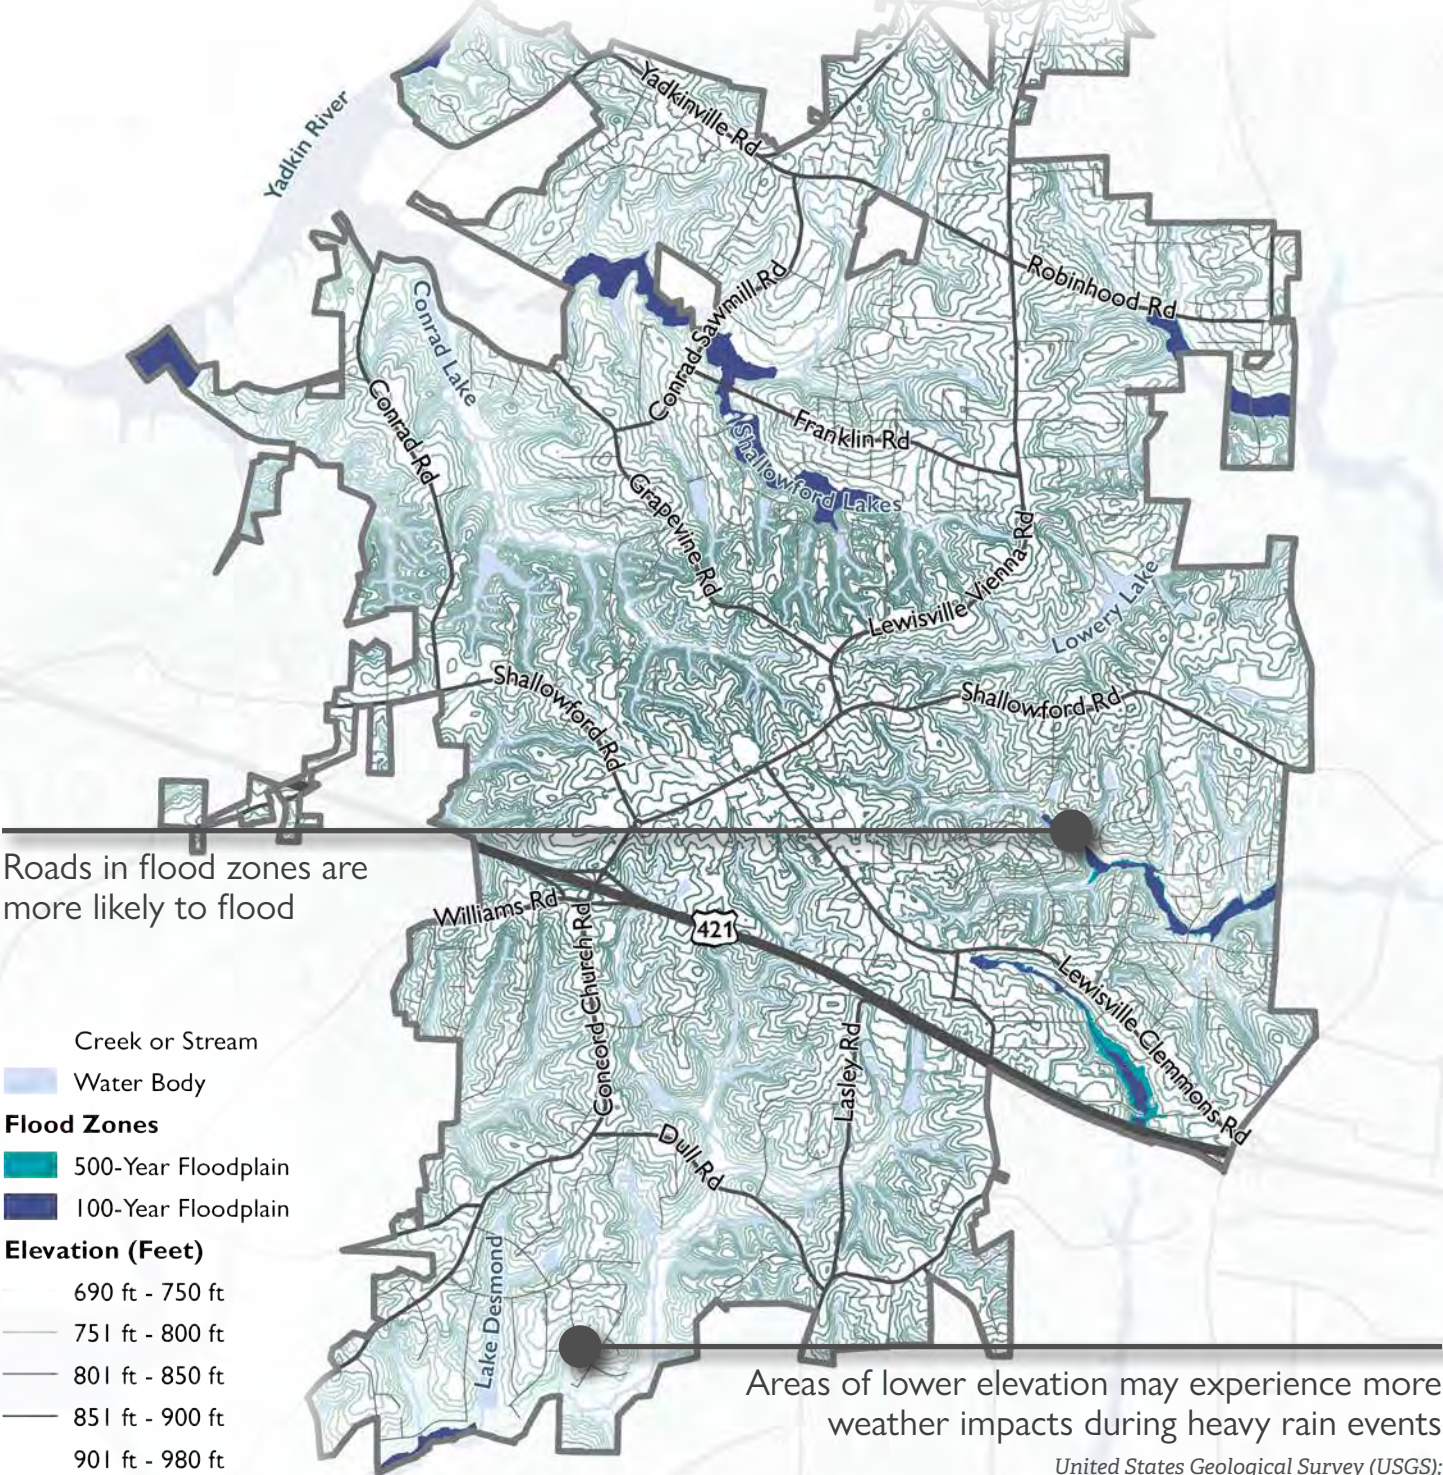 Yadkin River
Yadkinville Rd
Robinhood Rd
Conrad Sawmill Rd
Conrad Lake
Conrad Rd
Franklin Rd
Shallowford Lakes
Grapevine Rd
Lewisville Vienna Rd
Lowery Lake
Shallowford Rd
Shallowford Rd
Roads in flood zones are
more likely to flood
Williams Rd
421
Concord Church Rd
Lewisville Clemmons Rd
Lasley Rd
Dull Rd
Lake Desmond
Creek or Stream
Water Body
Flood Zones
500-Year Floodplain
100-Year Floodplain
Elevation (Feet)
690 ft - 750 ft
751 ft - 800 ft
801 ft - 850 ft
851 ft - 900 ft
901 ft - 980 ft
Areas of lower elevation may experience more
weather impacts during heavy rain events
United States Geological Survey (USGS);